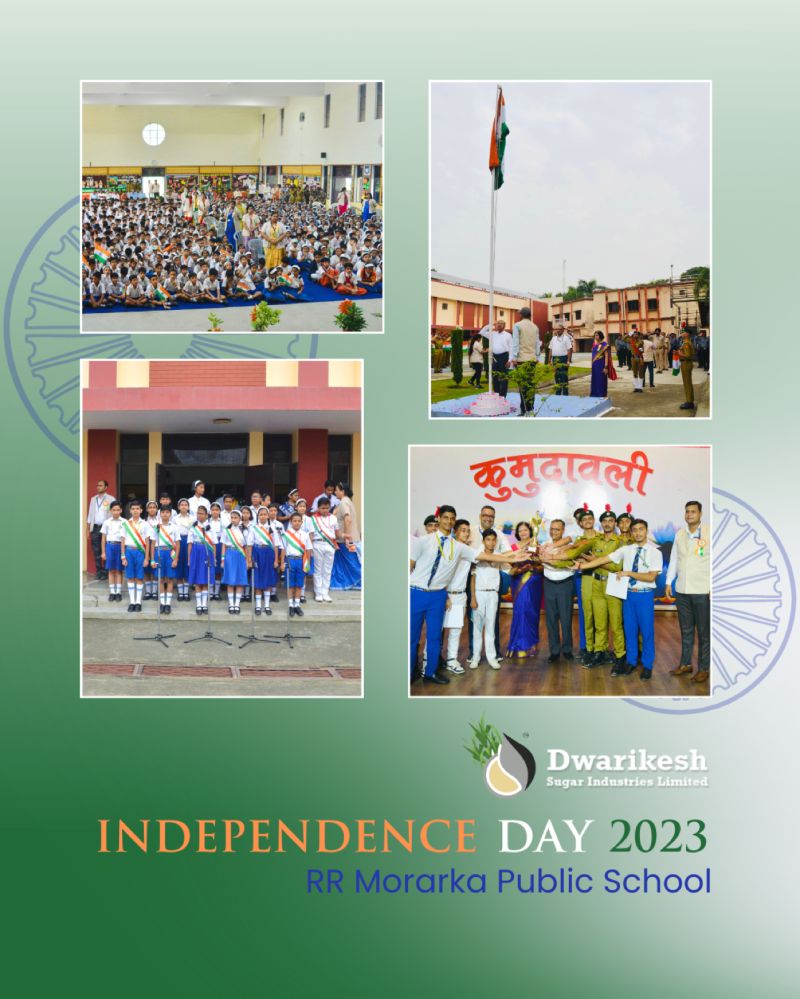 कुमुदावली
Dwarikesh
Sugar Industries Limited
INDEPENDENCE DAY 2023
RR Morarka Public School